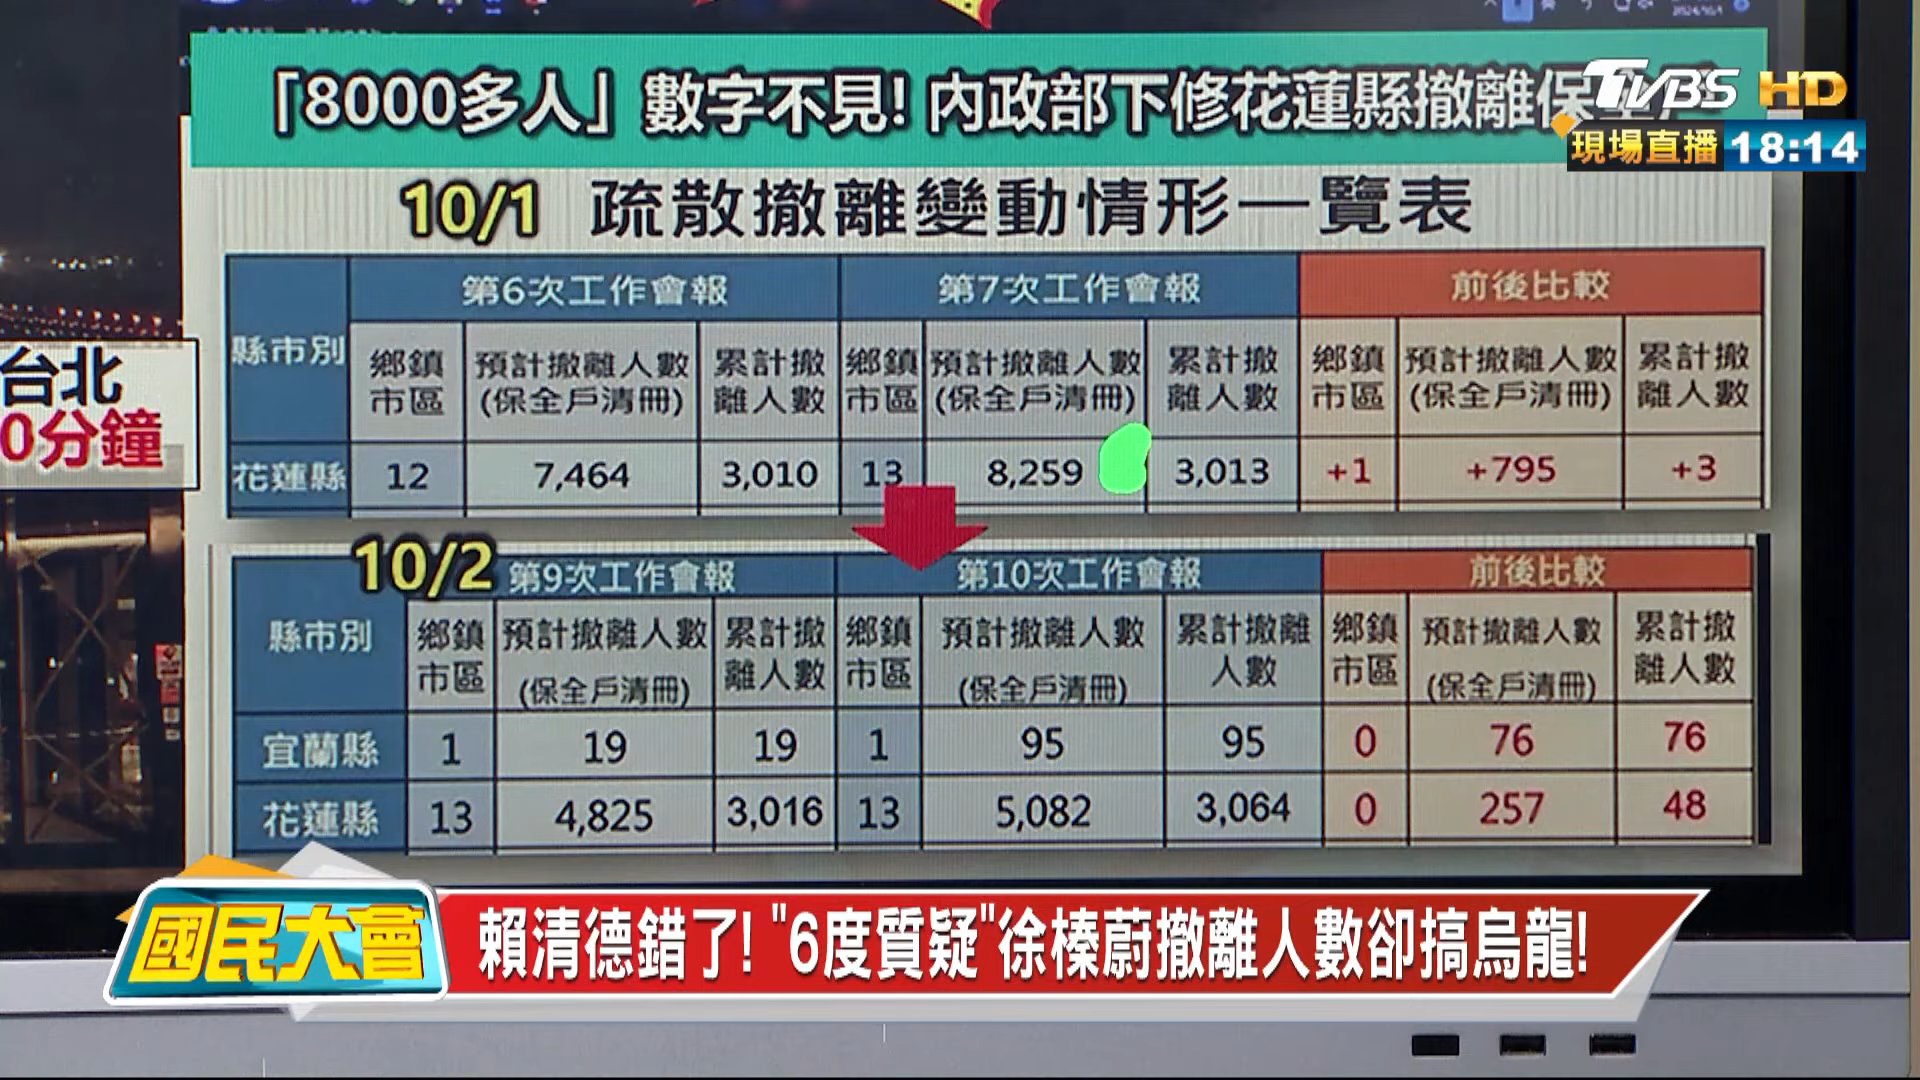 「8000多人」數字不見! 內政部下修花蓮縣撤離保全戶
TVBS HD
現場直播 18:14
10/1 疏散撤離變動情形一覽表
縣市別 第6次工作會報 第7次工作會報 前後比較
鄉鎮市區 預計撤離人數(保全戶清冊) 累計撤離人數 鄉鎮市區 預計撤離人數(保全戶清冊) 累計撤離人數 鄉鎮市區 預計撤離人數(保全戶清冊) 累計撤離人數
花蓮縣 12 7,464 3,010 13 8,259 3,013 +1 +795 +3
台北
0分鐘
10/2
縣市別 第9次工作會報 第10次工作會報 前後比較
鄉鎮市區 預計撤離人數(保全戶清冊) 累計撤離人數 鄉鎮市區 預計撤離人數(保全戶清冊) 累計撤離人數 鄉鎮市區 預計撤離人數(保全戶清冊) 累計撤離人數
宜蘭縣 1 19 19 1 95 95 0 76 76
花蓮縣 13 4,825 3,016 13 5,082 3,064 0 257 48
國民大會
賴清德錯了! "6度質疑"徐榛蔚撤離人數卻搞烏龍!